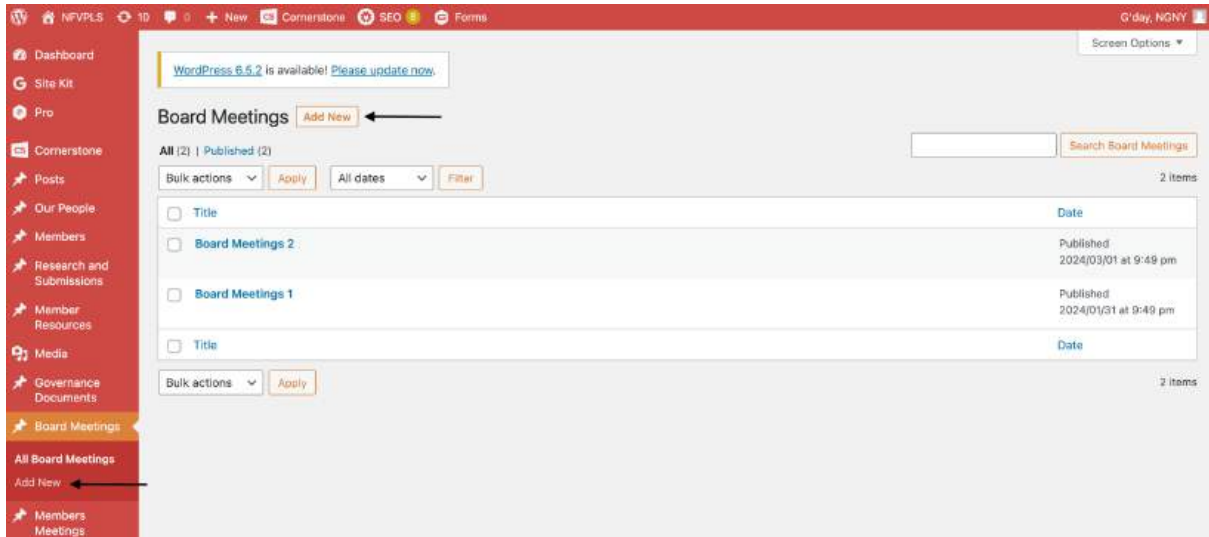 NFVPLS 10 0 + New Cornerstone SEO 8 Forms G'day, NGNY
Screen Options
Dashboard
Site Kit
Pro
Cornerstone
Posts
Our People
Members
Research and
Submissions
Member
Resources
Media
Governance
Documents
Board Meetings
All Board Meetings
Add New
Members
Meetings
WordPress 6.5.2 is available! Please update now.
Board Meetings Add New
All (2) | Published (2)
Search Board Meetings
Bulk actions Apply All dates Filter 2 items
Title Date
Board Meetings 2 Published
2024/03/01 at 9:49 pm
Board Meetings 1 Published
2024/01/31 at 9:49 pm
Title Date
Bulk actions Apply 2 items